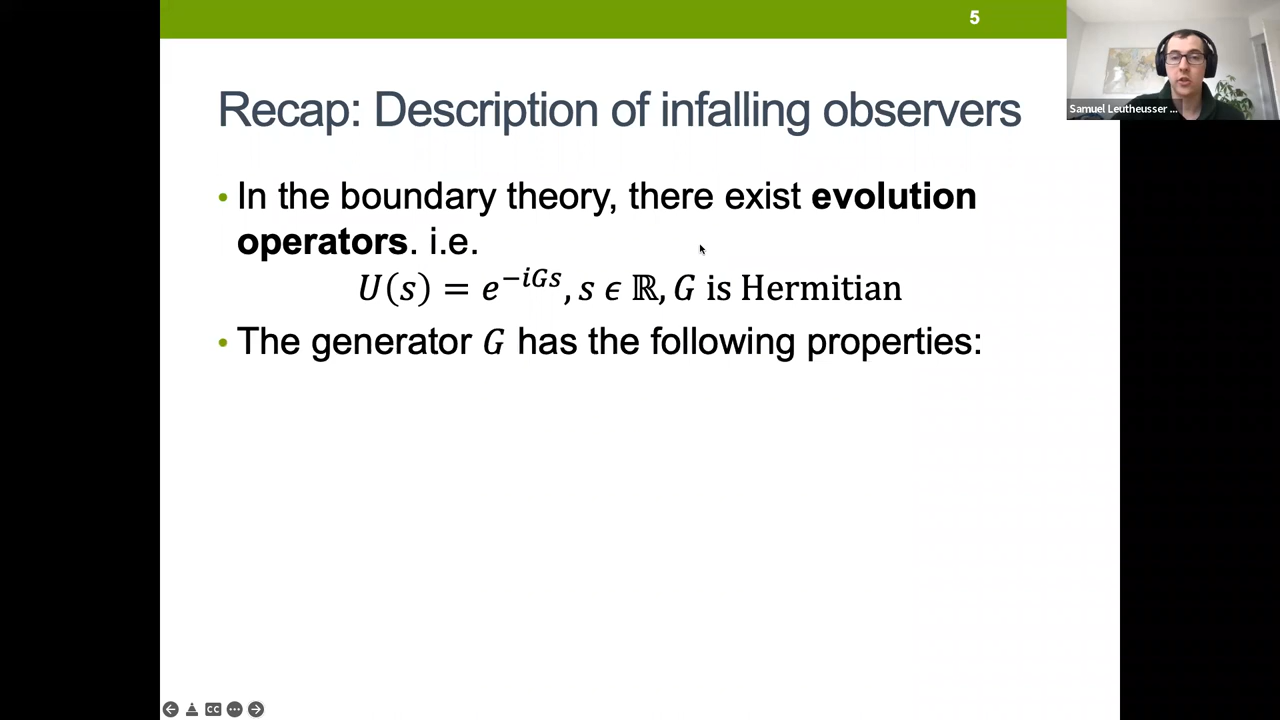 5
Samuel Leutheusser ...
Recap: Description of infalling observers
• In the boundary theory, there exist evolution
operators. i.e.
𝑈(𝑠) = 𝑒^{−𝑖𝐺𝑠}, 𝑠 𝜖 ℝ, 𝐺 is Hermitian
• The generator 𝐺 has the following properties:
CC